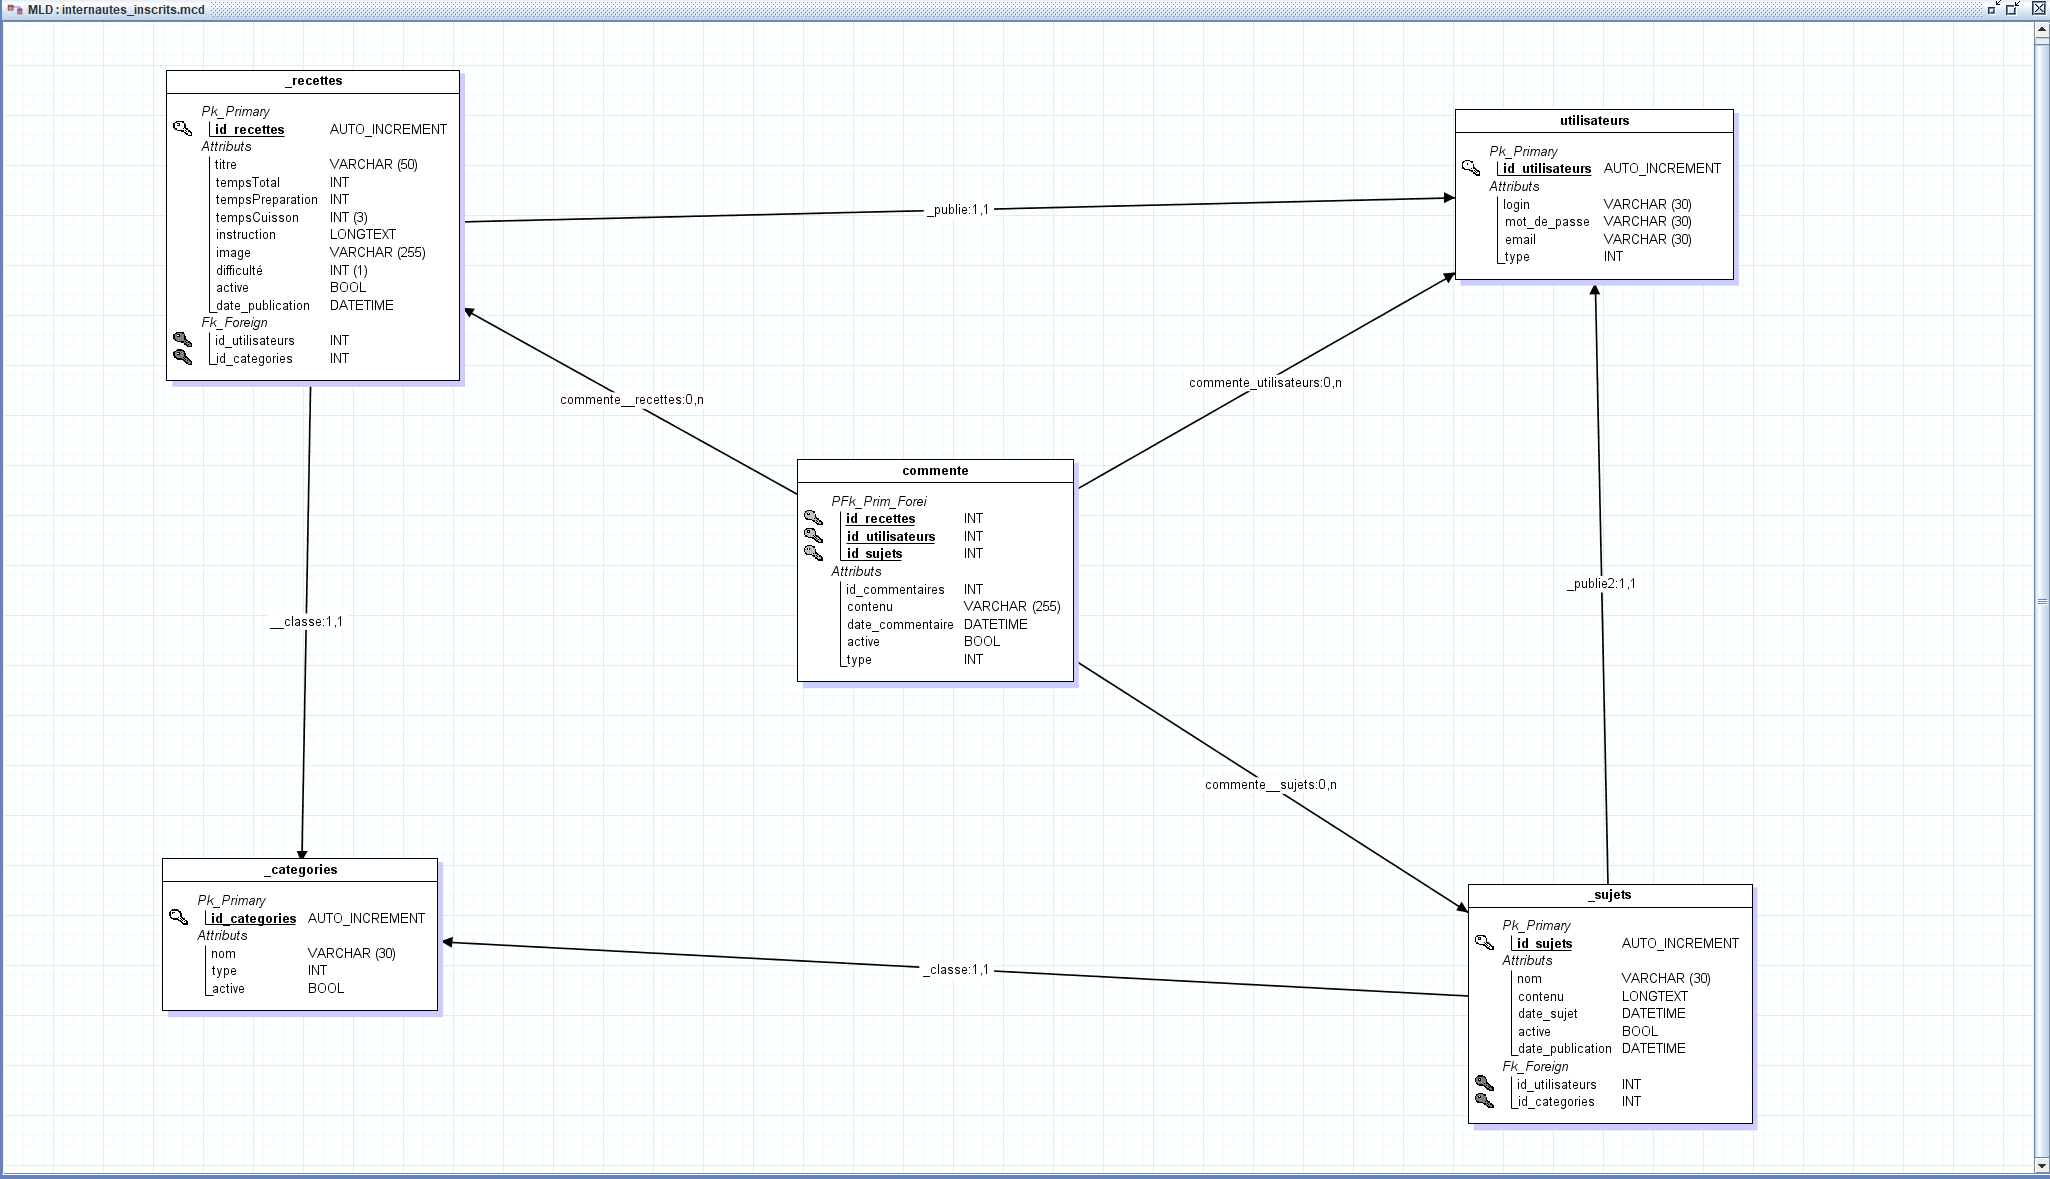 MLD : internautes_inscrits.mcd
_recettes
Pk_Primary
id_recettes AUTO_INCREMENT
Attributs
titre VARCHAR (50)
tempsTotal INT
tempsPreparation INT
tempsCuisson INT (3)
instruction LONGTEXT
image VARCHAR (255)
difficulté INT (1)
active BOOL
date_publication DATETIME
Fk_Foreign
id_utilisateurs INT
id_categories INT
utilisateurs
Pk_Primary
id_utilisateurs AUTO_INCREMENT
Attributs
login VARCHAR (30)
mot_de_passe VARCHAR (30)
email VARCHAR (30)
type INT
_publie:1,1
commente__recettes:0,n
commente_utilisateurs:0,n
commente
PFk_Prim_Forei
id_recettes INT
id_utilisateurs INT
id_sujets INT
Attributs
id_commentaires INT
contenu VARCHAR (255)
date_commentaire DATETIME
active BOOL
type INT
__classe:1,1
_publie2:1,1
commente__sujets:0,n
_categories
Pk_Primary
id_categories AUTO_INCREMENT
Attributs
nom VARCHAR (30)
type INT
active BOOL
_classe:1,1
_sujets
Pk_Primary
id_sujets AUTO_INCREMENT
Attributs
nom VARCHAR (30)
contenu LONGTEXT
date_sujet DATETIME
active BOOL
date_publication DATETIME
Fk_Foreign
id_utilisateurs INT
id_categories INT